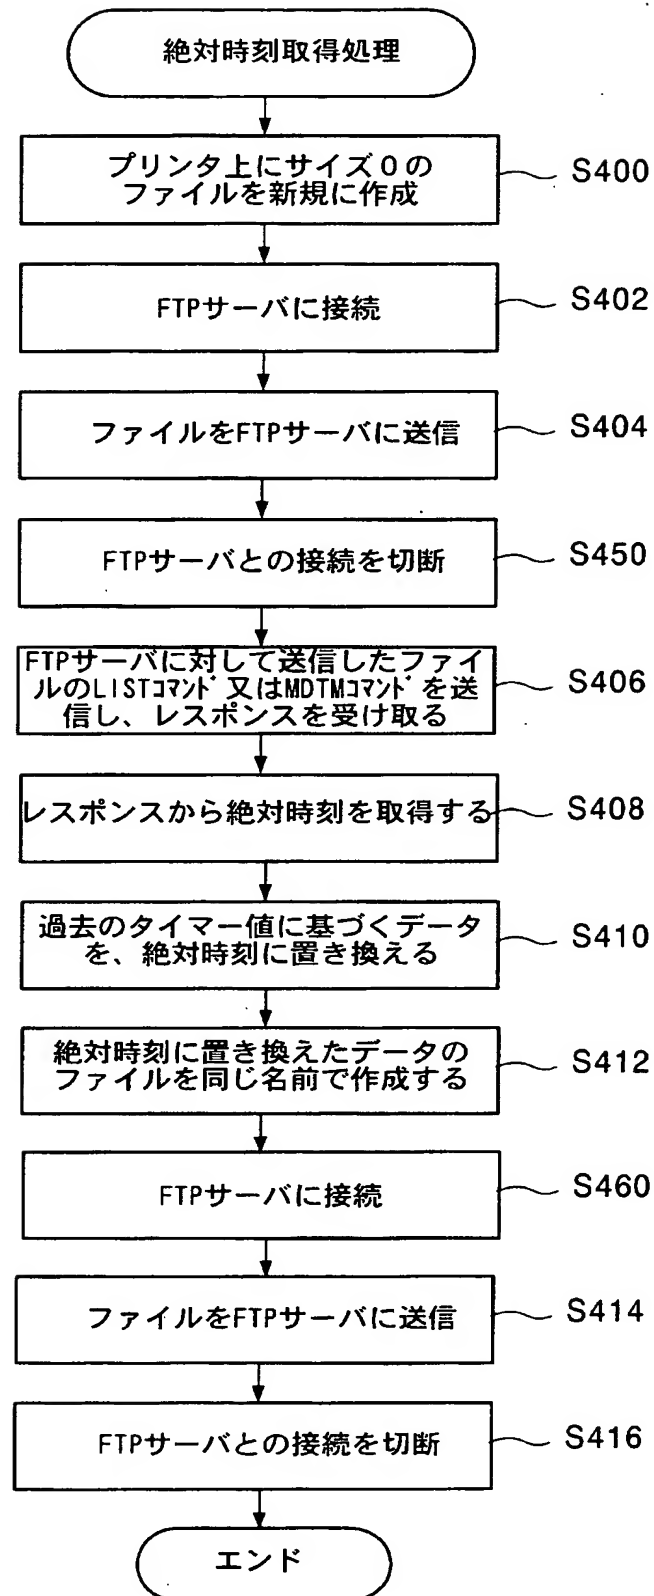 絶対時刻取得処理
プリンタ上にサイズ０の
ファイルを新規に作成
S400
FTPサーバに接続
S402
ファイルをFTPサーバに送信
S404
FTPサーバとの接続を切断
S450
FTPサーバに対して送信したファイ
ルのLISTｺﾏﾝﾄﾞ又はMDTMｺﾏﾝﾄﾞを送
信し、レスポンスを受け取る
S406
レスポンスから絶対時刻を取得する
S408
過去のタイマー値に基づくデータ
を、絶対時刻に置き換える
S410
絶対時刻に置き換えたデータの
ファイルを同じ名前で作成する
S412
FTPサーバに接続
S460
ファイルをFTPサーバに送信
S414
FTPサーバとの接続を切断
S416
エンド